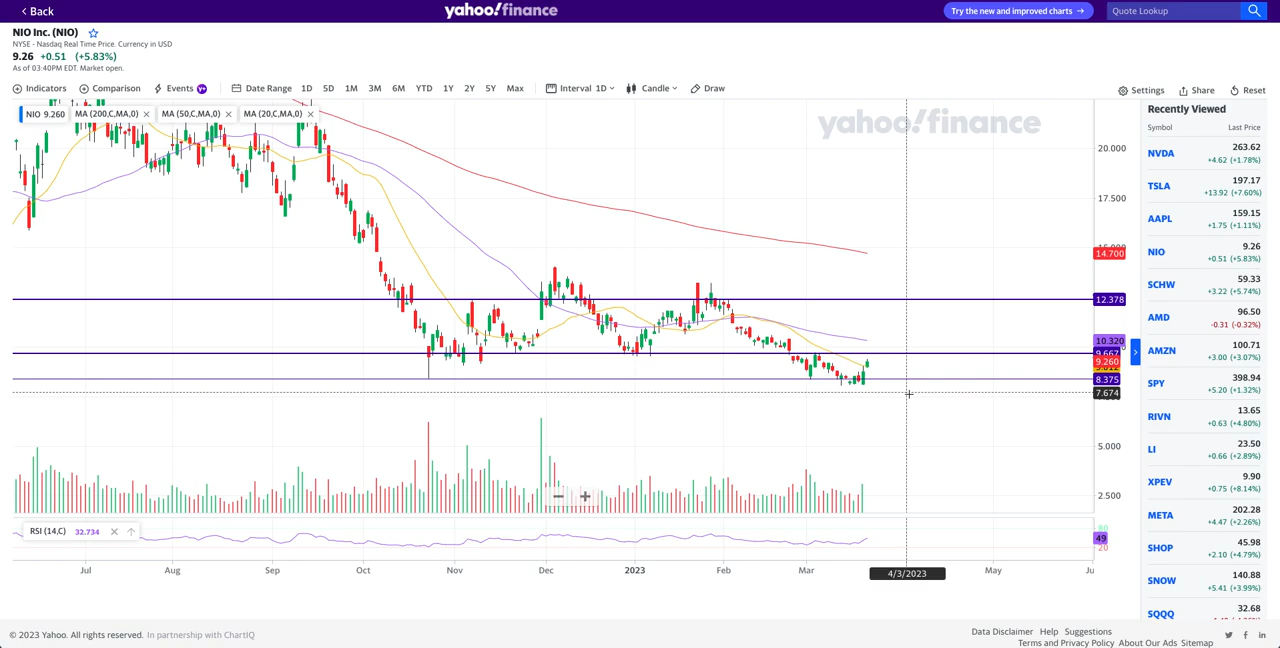 Back
yahoo!finance
Try the new and improved charts →
Quote Lookup
NIO Inc. (NIO)
NYSE - Nasdaq Real Time Price. Currency in USD
9.26 +0.51 (+5.83%)
As of 03:40PM EDT. Market open.
Indicators Comparison Events Y+ Date Range 1D 5D 1M 3M 6M YTD 1Y 2Y 5Y Max Interval 1D Candle Draw Settings Share Reset
NIO 9.260 MA (200,C,MA,0) MA (50,C,MA,0) MA (20,C,MA,0)
yahoo!finance
20.000
17.500
15.000
14.700
12.378
10.320
9.667
9.260
8.375
7.674
5.000
2.500
RSI (14,C) 32.734
80
49
20
Jul Aug Sep Oct Nov Dec 2023 Feb Mar 4/3/2023 May Ju
Recently Viewed
Symbol Last Price
NVDA 263.62
+4.62 (+1.78%)
TSLA 197.17
+13.92 (+7.60%)
AAPL 159.15
+1.75 (+1.11%)
NIO 9.26
+0.51 (+5.83%)
SCHW 59.33
+3.22 (+5.74%)
AMD 96.50
-0.31 (-0.32%)
AMZN 100.71
+3.00 (+3.07%)
SPY 398.94
+5.20 (+1.32%)
RIVN 13.65
+0.63 (+4.80%)
LI 23.50
+0.66 (+2.89%)
XPEV 9.90
+0.75 (+8.14%)
META 202.28
+4.47 (+2.26%)
SHOP 45.98
+2.10 (+4.79%)
SNOW 140.88
+5.41 (+3.99%)
SQQQ 32.68
© 2023 Yahoo. All rights reserved. In partnership with ChartIQ
Data Disclaimer Help Suggestions
Terms and Privacy Policy About Our Ads Sitemap